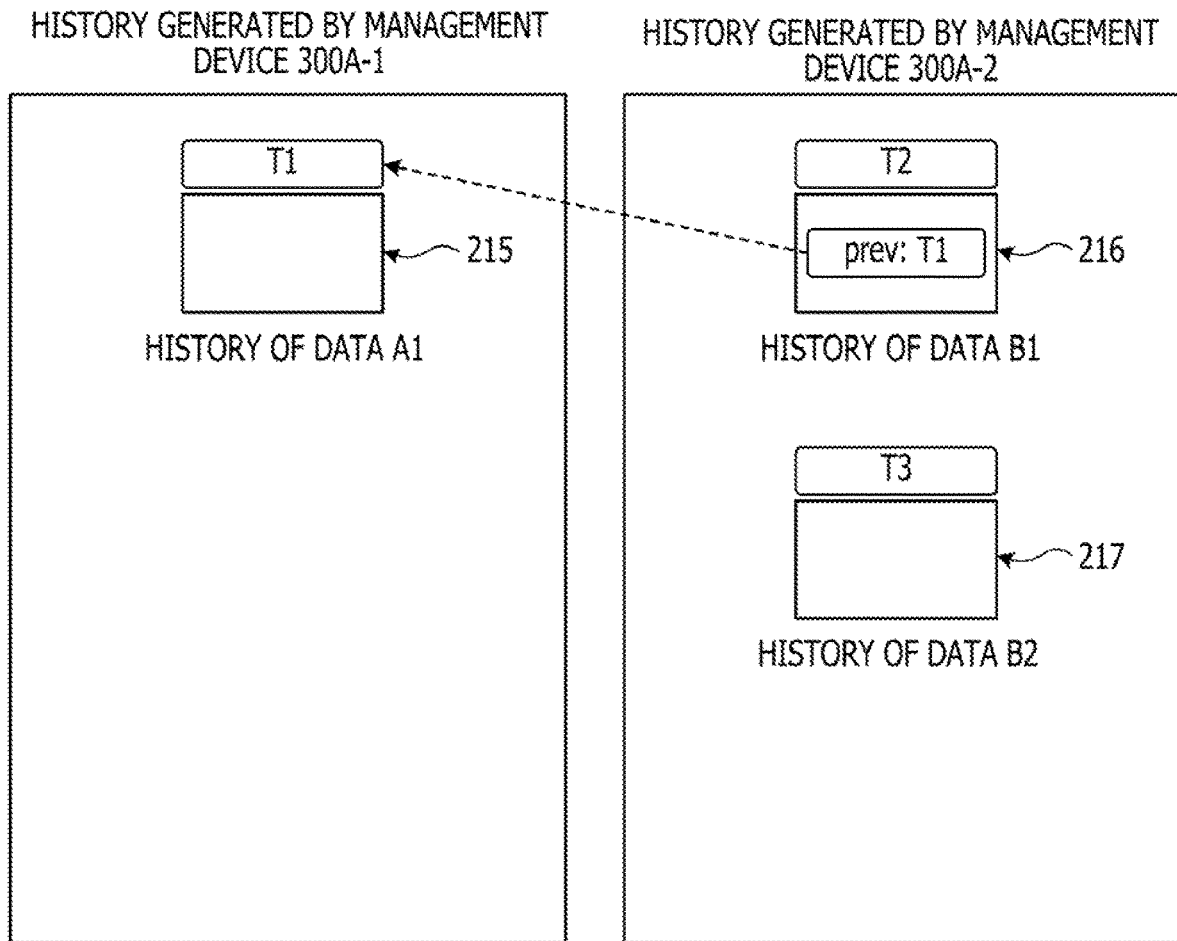 HISTORY GENERATED BY MANAGEMENT
DEVICE 300A-1
T1
215
HISTORY OF DATA A1
HISTORY GENERATED BY MANAGEMENT
DEVICE 300A-2
T2
prev: T1
216
HISTORY OF DATA B1
T3
217
HISTORY OF DATA B2